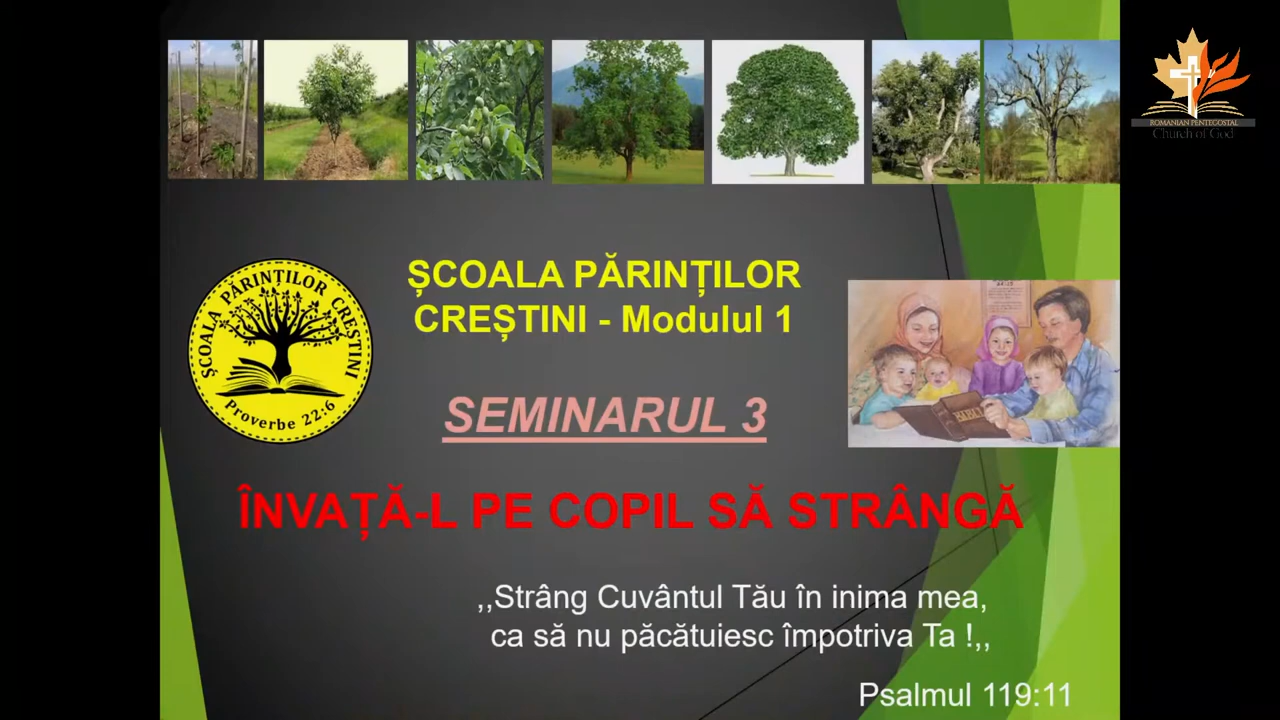 ROMANIAN PENTECOSTAL
Church of God
ȘCOALA PĂRINȚILOR
CREȘTINI - Modulul 1
ȘCOALA PĂRINȚILOR CREȘTINI
Proverbe 22:6
SEMINARUL 3
ÎNVAȚĂ-L PE COPIL SĂ STRÂNGĂ
,,Strâng Cuvântul Tău în inima mea,
ca să nu păcătuiesc împotriva Ta !,,
Psalmul 119:11